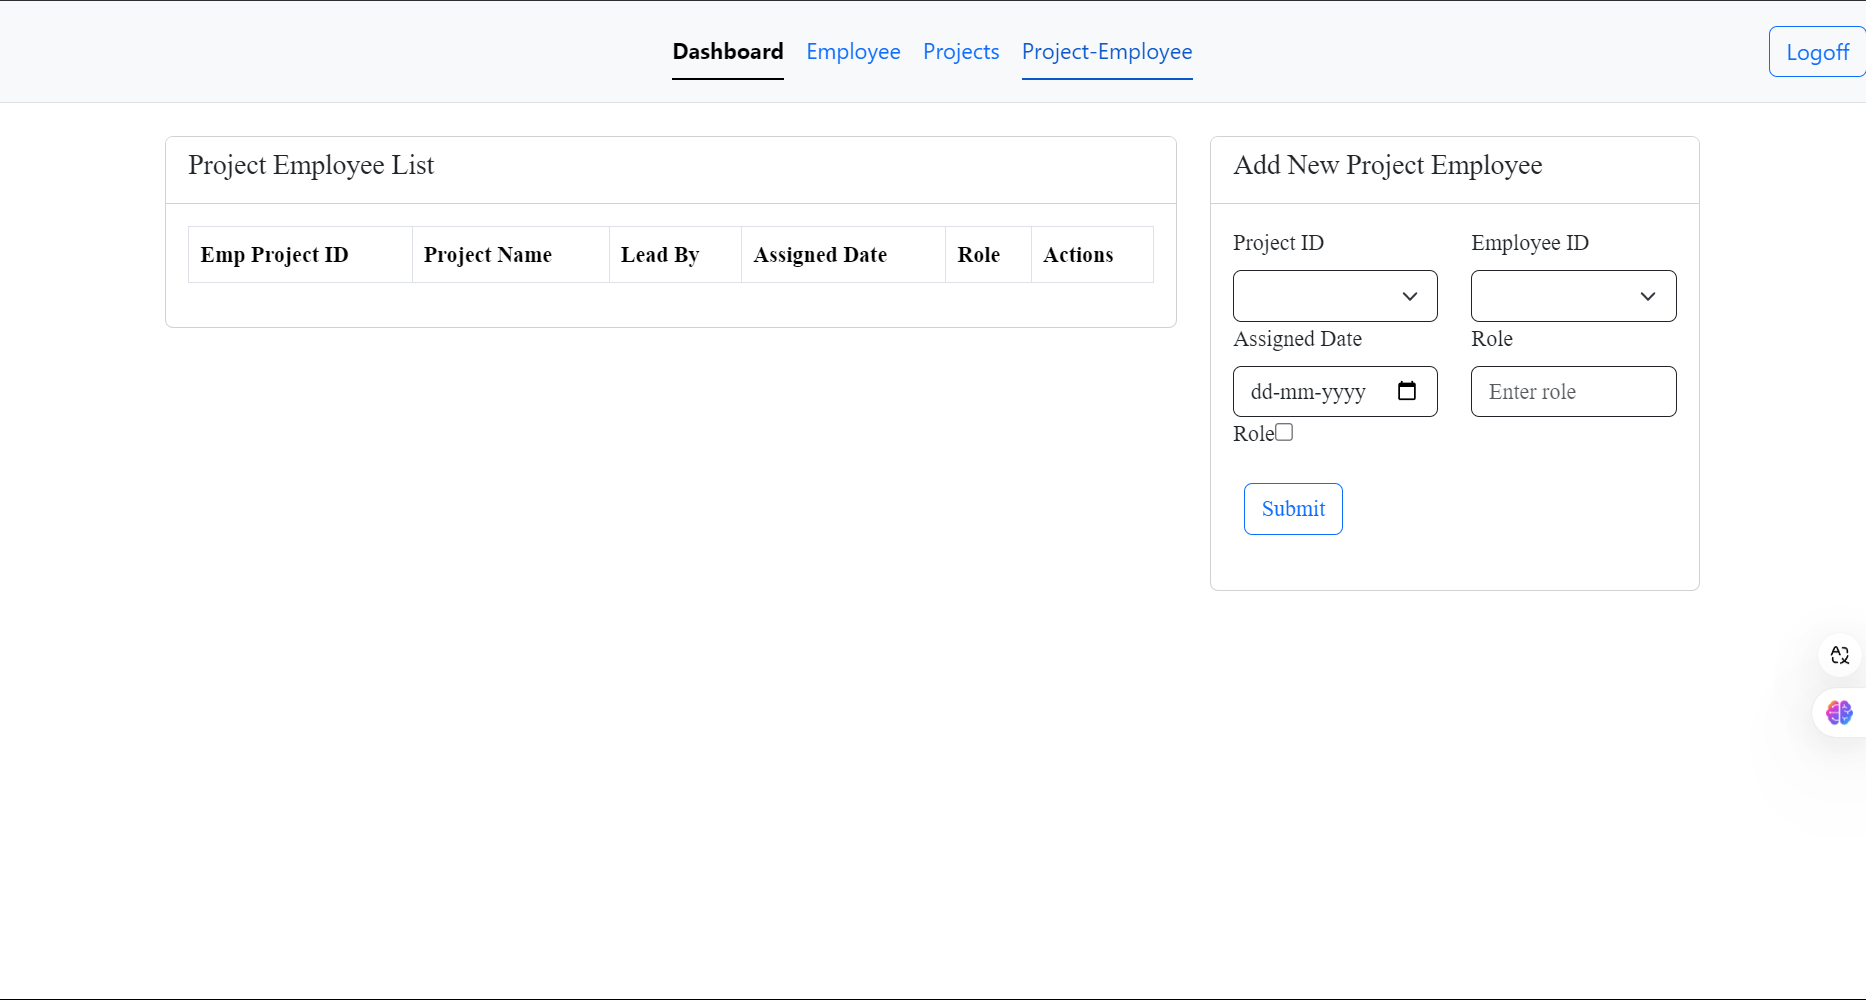 Dashboard Employee Projects Project-Employee Logoff
Project Employee List
Emp Project ID Project Name Lead By Assigned Date Role Actions
Add New Project Employee
Project ID Employee ID
Assigned Date Role
dd-mm-yyyy Enter role
Role
Submit